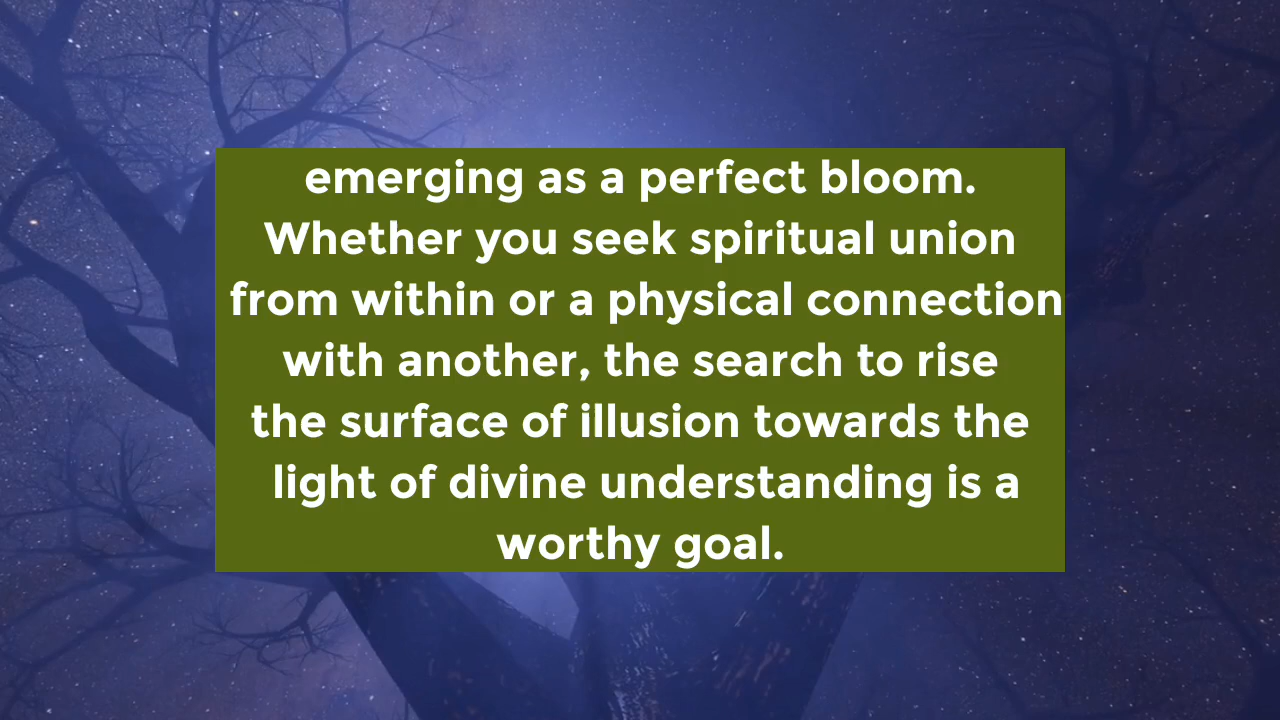 emerging as a perfect bloom.
Whether you seek spiritual union
from within or a physical connection
with another, the search to rise
the surface of illusion towards the
light of divine understanding is a
worthy goal.